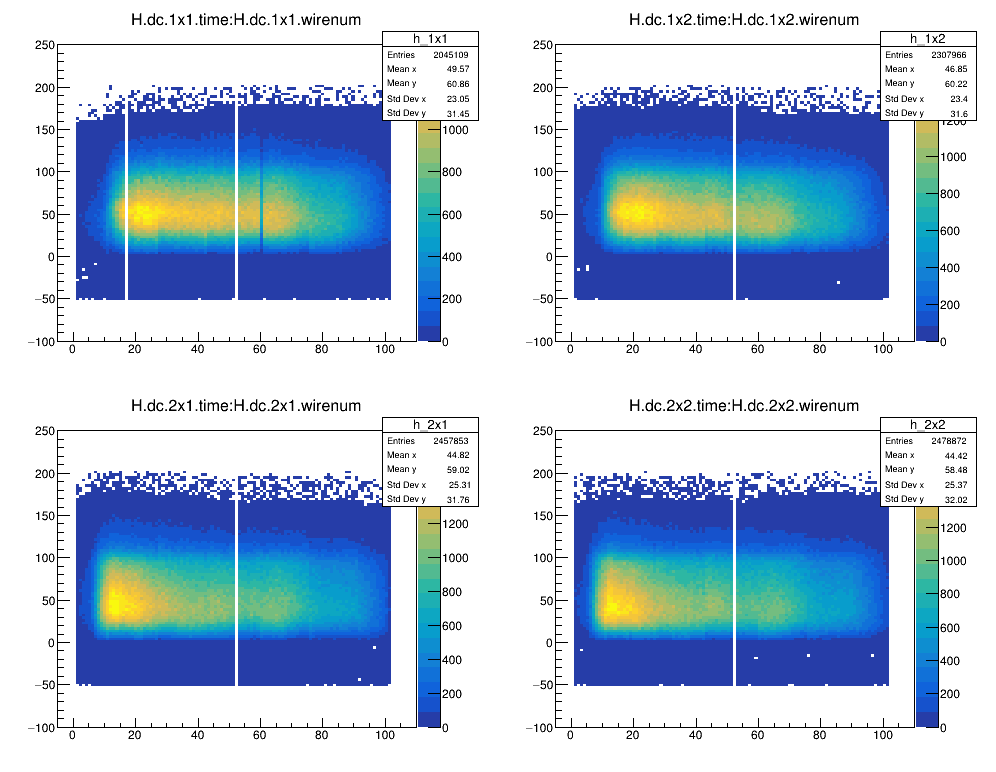 H.dc.1x1.time:H.dc.1x1.wirenum
h_1x1
Entries 2045109
Mean x 49.57
Mean y 60.86
Std Dev x 23.05
Std Dev y 31.45
250
200
150
100
50
0
−50
−100
0 20 40 60 80 100
1000
800
600
400
200
0
H.dc.1x2.time:H.dc.1x2.wirenum
h_1x2
Entries 2307966
Mean x 46.85
Mean y 60.22
Std Dev x 23.4
Std Dev y 31.6
250
200
150
100
50
0
−50
−100
0 20 40 60 80 100
1200
1000
800
600
400
200
0
H.dc.2x1.time:H.dc.2x1.wirenum
h_2x1
Entries 2457853
Mean x 44.82
Mean y 59.02
Std Dev x 25.31
Std Dev y 31.76
250
200
150
100
50
0
−50
−100
0 20 40 60 80 100
1200
1000
800
600
400
200
0
H.dc.2x2.time:H.dc.2x2.wirenum
h_2x2
Entries 2478872
Mean x 44.42
Mean y 58.48
Std Dev x 25.37
Std Dev y 32.02
250
200
150
100
50
0
−50
−100
0 20 40 60 80 100
1200
1000
800
600
400
200
0